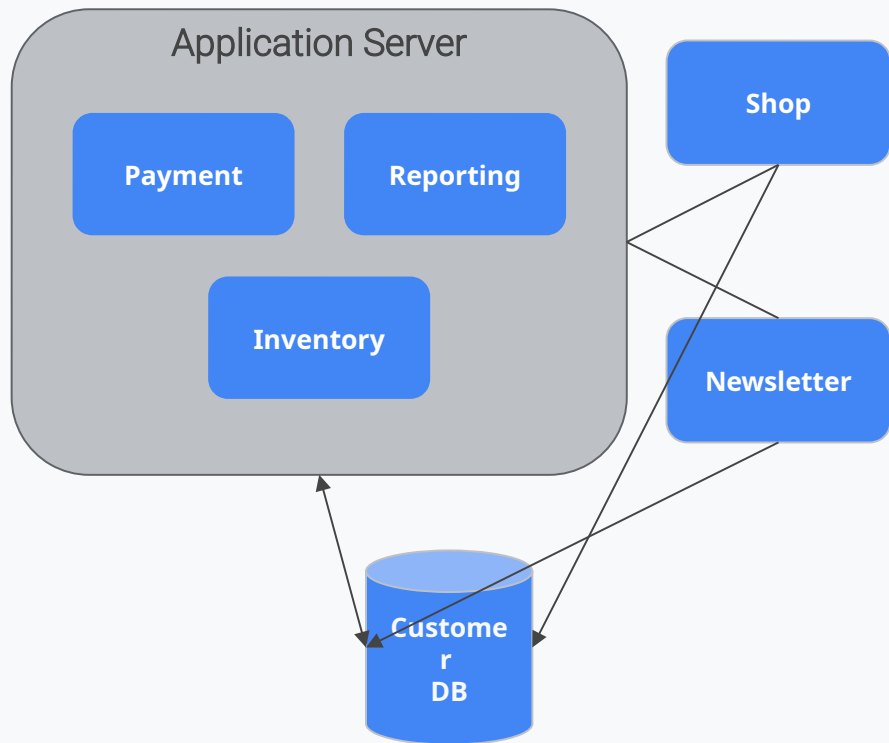 Application Server
Shop
Payment
Reporting
Inventory
Newsletter
Custome
r
DB